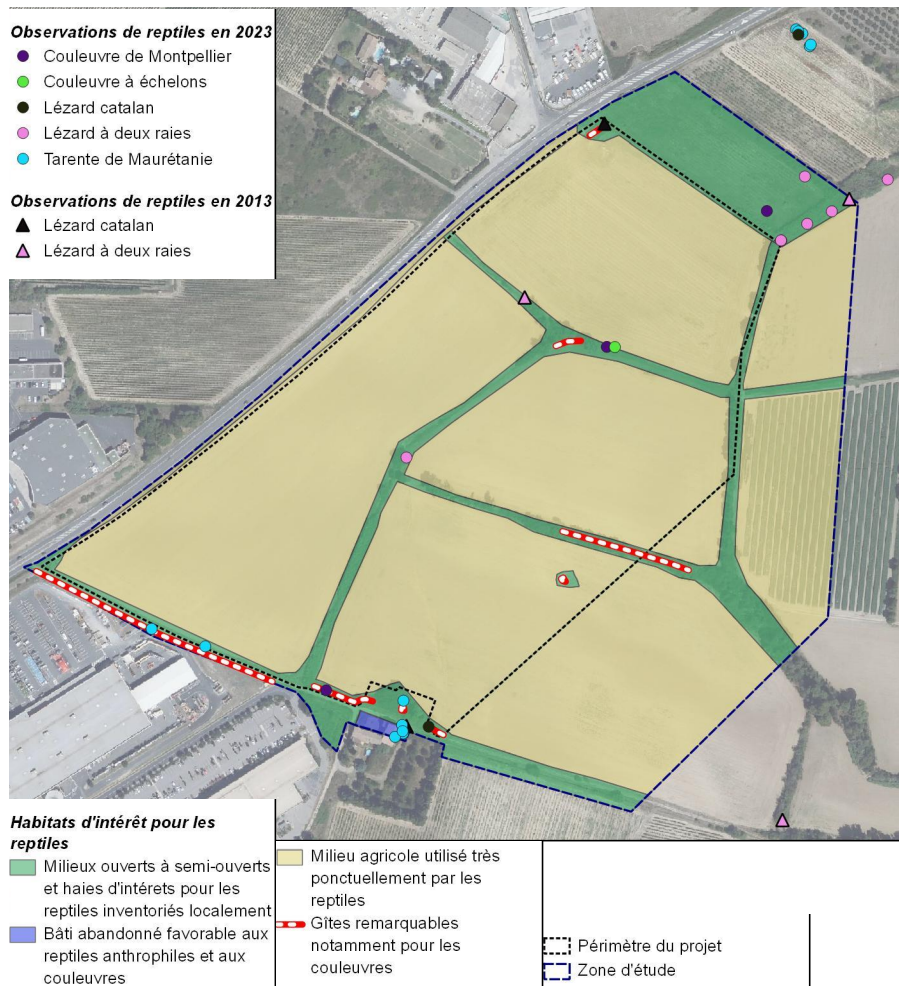 Observations de reptiles en 2023
Couleuvre de Montpellier
Couleuvre à échelons
Lézard catalan
Lézard à deux raies
Tarente de Maurétanie
Observations de reptiles en 2013
Lézard catalan
Lézard à deux raies
Habitats d'intérêt pour les
reptiles
Milieux ouverts à semi-ouverts
et haies d'intérets pour les
reptiles inventoriés localement
Bâti abandonné favorable aux
reptiles anthrophiles et aux
couleuvres
Milieu agricole utilisé très
ponctuellement par les
reptiles
Gîtes remarquables
notamment pour les
couleuvres
Périmètre du projet
Zone d'étude